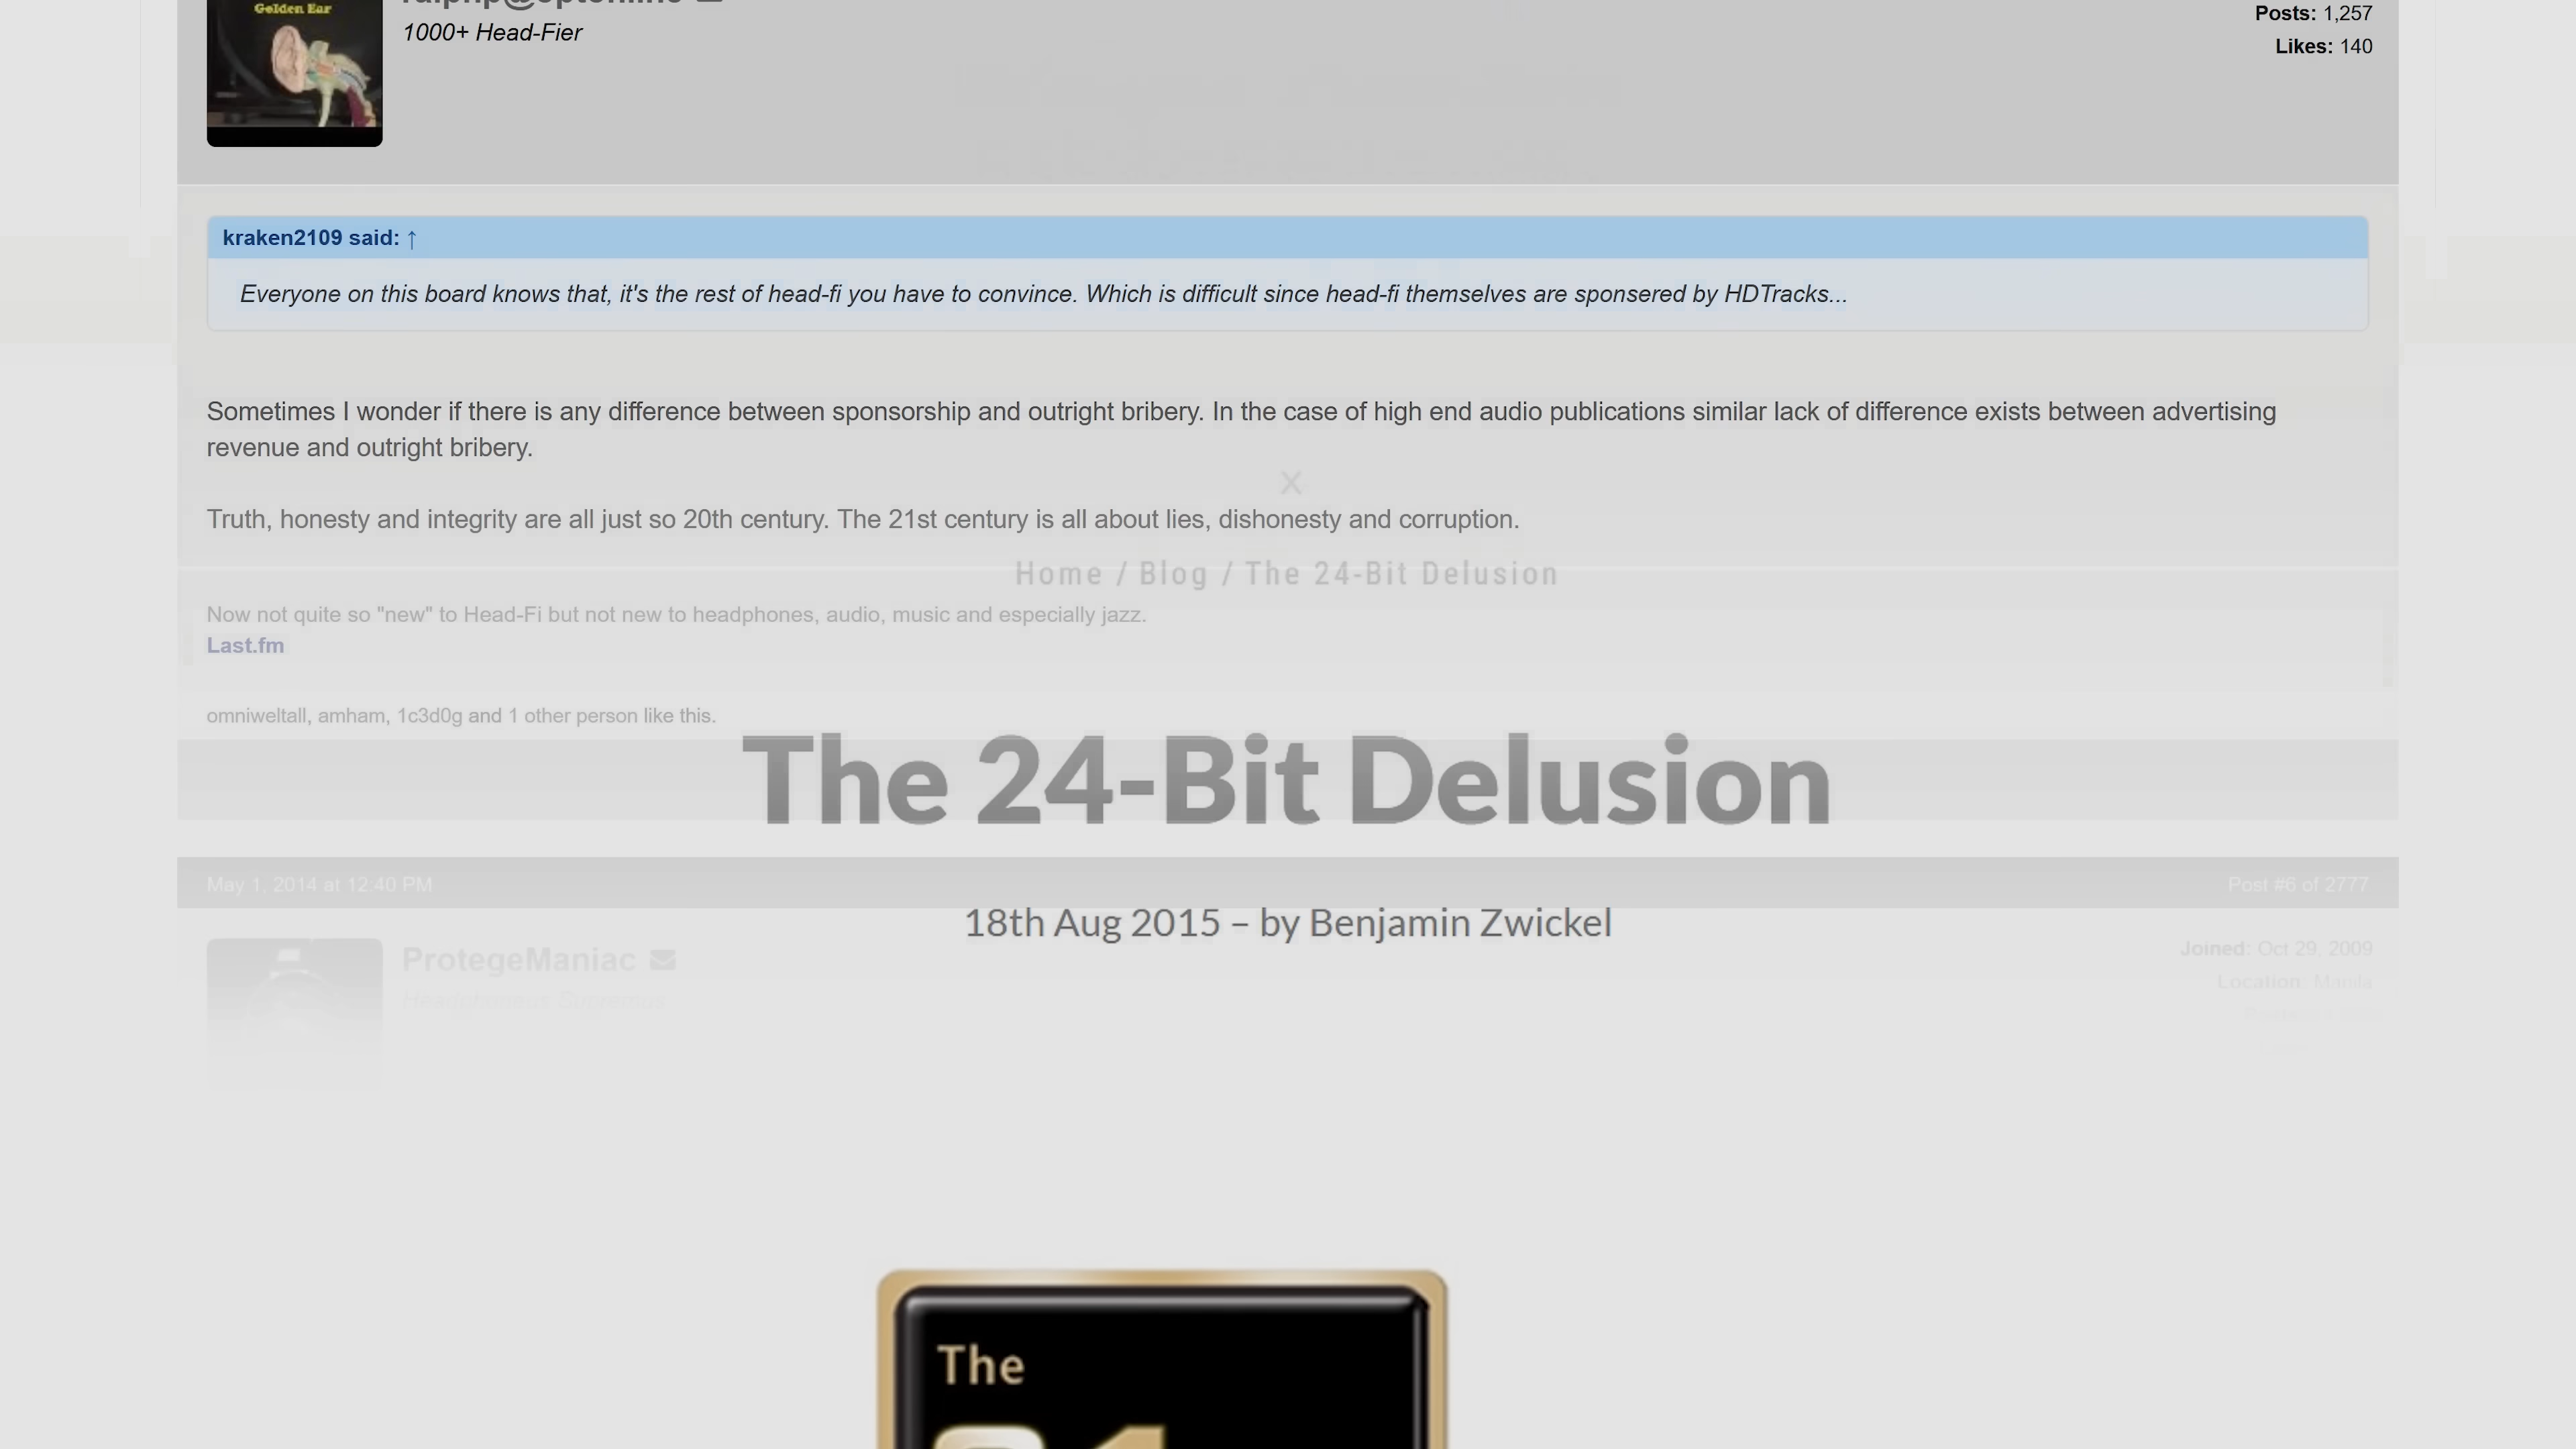 Golden Ear
1000+ Head-Fier
Posts: 1,257
Likes: 140
kraken2109 said: ↑
Everyone on this board knows that, it's the rest of head-fi you have to convince. Which is difficult since head-fi themselves are sponsered by HDTracks...
Sometimes I wonder if there is any difference between sponsorship and outright bribery. In the case of high end audio publications similar lack of difference exists between advertising
revenue and outright bribery.
X
Truth, honesty and integrity are all just so 20th century. The 21st century is all about lies, dishonesty and corruption.
Home / Blog / The 24-Bit Delusion
Now not quite so "new" to Head-Fi but not new to headphones, audio, music and especially jazz.
Last.fm
omniweltall, amham, 1c3d0g and 1 other person like this.
The 24-Bit Delusion
May 1, 2014 at 12:40 PM
Post #6 of 2777
18th Aug 2015 – by Benjamin Zwickel
ProtegeManiac
Joined: Oct 29, 2009
Location: Manila
The